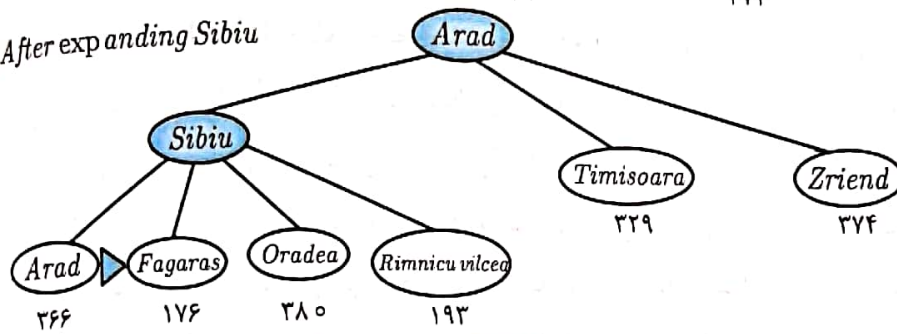 After expanding Sibiu
Arad
Sibiu
Timisoara
Zriend
۳۲۹
۳۷۴
Arad
Fagaras
Oradea
Rimnicu vilcea
۳۶۶
۱۷۶
۳۸۰
۱۹۳